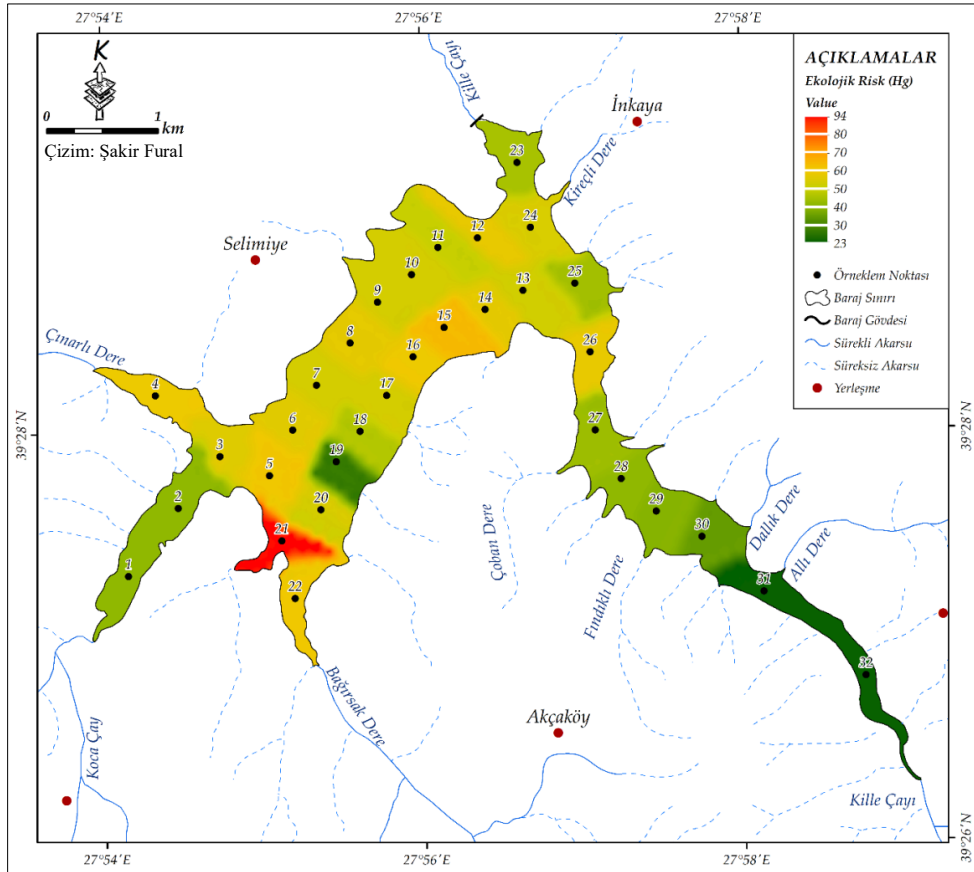 27°54'E
27°56'E
27°58'E
K
0
1
km
Çizim: Şakir Fural
Kille Çayı
İnkaya
Kireçli Dere
Selimiye
Çınarlı Dere
39°28'N
39°28'N
AÇIKLAMALAR
Ekolojik Risk (Hg)
Value
94
80
70
60
50
40
30
23
Örneklem Noktası
Baraj Sınırı
Baraj Gövdesi
Sürekli Akarsu
Süreksiz Akarsu
Yerleşme
23
24
12
11
10
13
25
9
14
15
8
16
26
7
17
4
6
18
27
3
19
5
28
2
20
29
21
30
1
31
22
32
Çoban Dere
Fındıklı Dere
Dallık Dere
Allı Dere
Bağırsak Dere
Akçaköy
Koca Çay
Kille Çayı
39°26'N
27°54'E
27°56'E
27°58'E